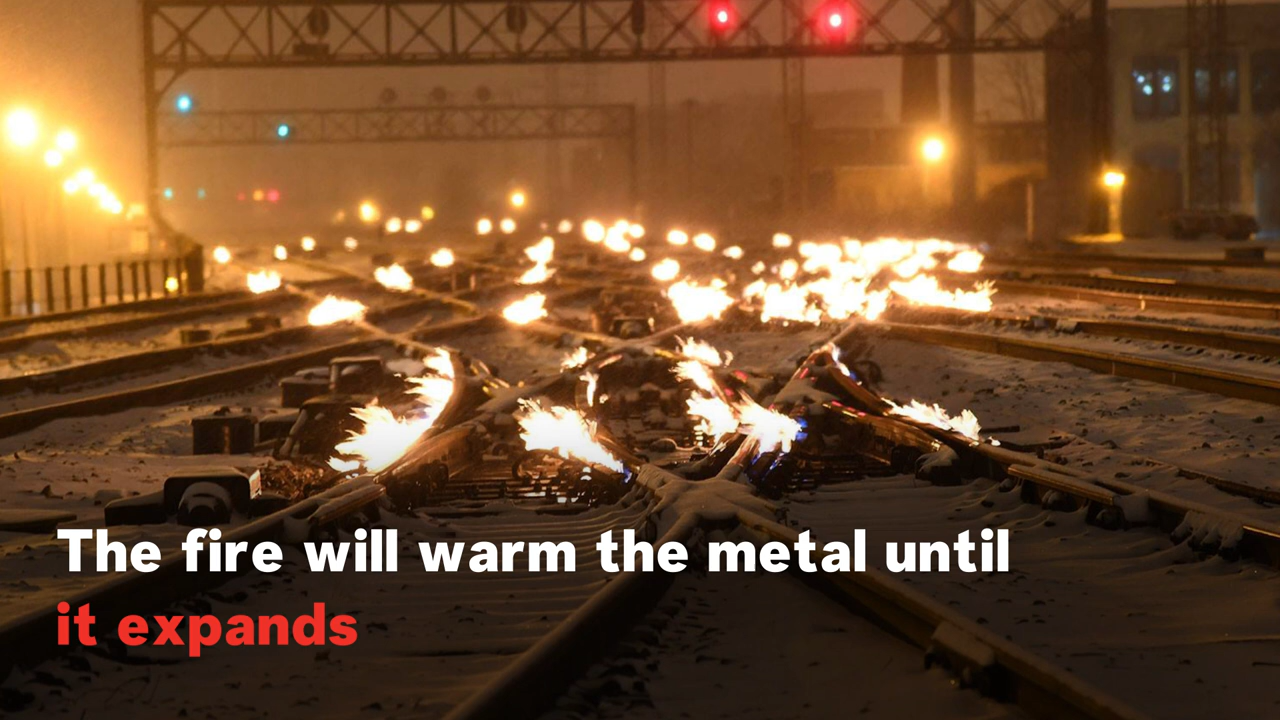 The fire will warm the metal until
it expands